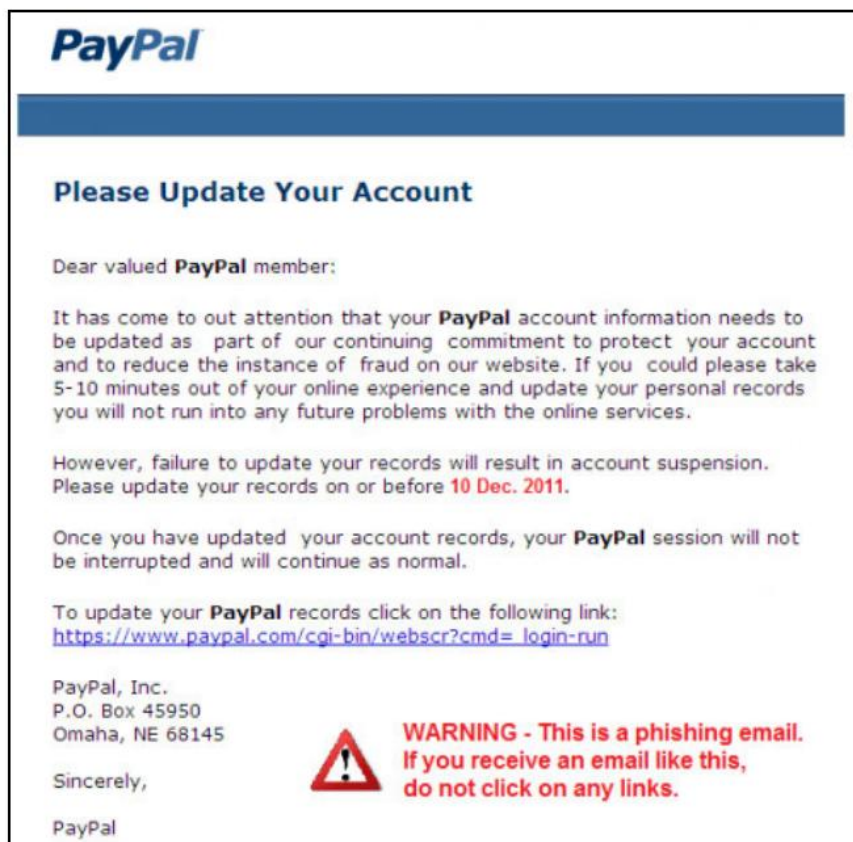 PayPal
Please Update Your Account
Dear valued PayPal member:
It has come to out attention that your PayPal account information needs to
be updated as part of our continuing commitment to protect your account
and to reduce the instance of fraud on our website. If you could please take
5-10 minutes out of your online experience and update your personal records
you will not run into any future problems with the online services.
However, failure to update your records will result in account suspension.
Please update your records on or before 10 Dec. 2011.
Once you have updated your account records, your PayPal session will not
be interrupted and will continue as normal.
To update your PayPal records click on the following link:
https://www.paypal.com/cgi-bin/webscr?cmd=_login-run
PayPal, Inc.
P.O. Box 45950
Omaha, NE 68145
Sincerely,
PayPal
WARNING - This is a phishing email.
If you receive an email like this,
do not click on any links.